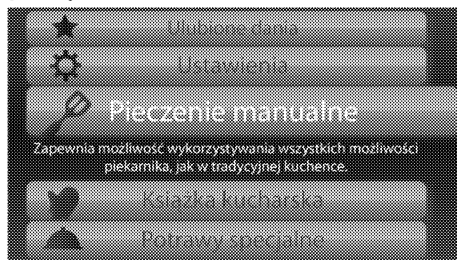 Ulubione dania
Ustawienia
Pieczenie manualne
Zapewnia możliwość wykorzystywania wszystkich możliwości
piekarnika, jak w tradycyjnej kuchence.
Książka kucharska
Potrawy specjalne